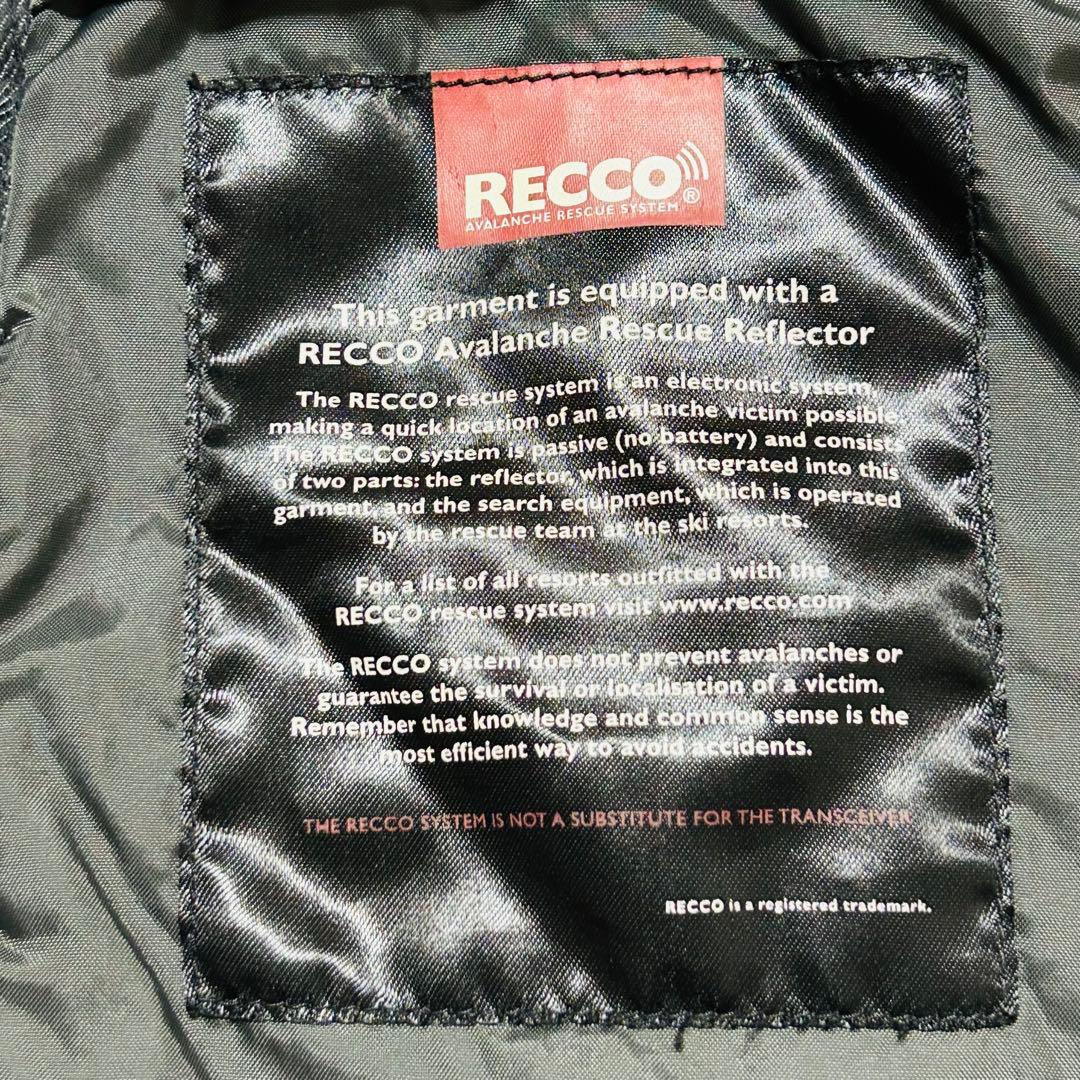 RECCO®
AVALANCHE RESCUE SYSTEM
This garment is equipped with a
RECCO Avalanche Rescue Reflector
The RECCO rescue system is an electronic system,
making a quick location of an avalanche victim possible.
The RECCO system is passive (no battery) and consists
of two parts: the reflector, which is integrated into this
garment, and the search equipment, which is operated
by the rescue team at the ski resorts.
For a list of all resorts outfitted with the
RECCO rescue system visit www.recco.com
The RECCO system does not prevent avalanches or
guarantee the survival or localisation of a victim.
Remember that knowledge and common sense is the
most efficient way to avoid accidents.
THE RECCO SYSTEM IS NOT A SUBSTITUTE FOR THE TRANSCEIVER
RECCO is a registered trademark.